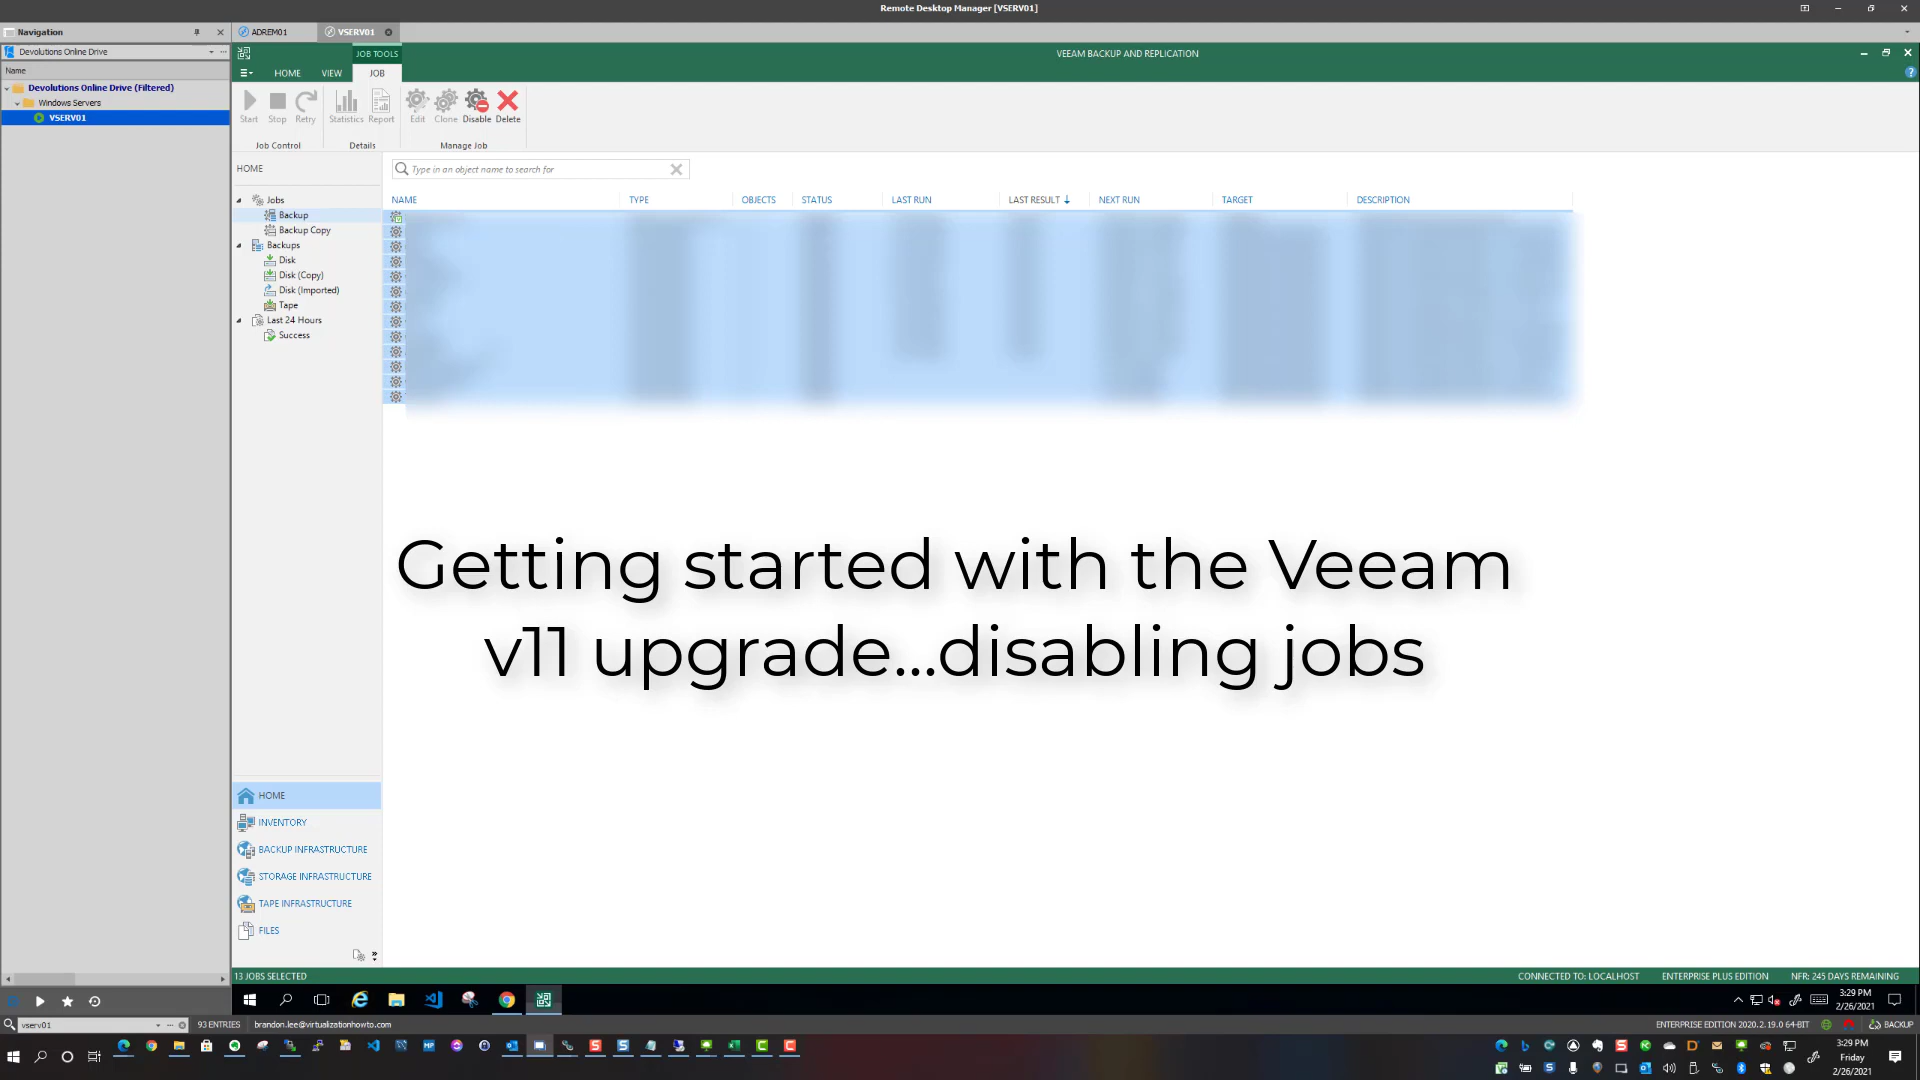 Remote Desktop Manager [VSERV01]
Navigation
ADREM01
VSERV01
Devolutions Online Drive
JOB TOOLS
VEEAM BACKUP AND REPLICATION
Name
HOME
VIEW
JOB
Devolutions Online Drive (Filtered)
Windows Servers
VSERV01
Start
Stop
Retry
Statistics
Report
Edit
Clone
Disable
Delete
Job Control
Details
Manage Job
HOME
Type in an object name to search for
NAME
TYPE
OBJECTS
STATUS
LAST RUN
LAST RESULT
NEXT RUN
TARGET
DESCRIPTION
Jobs
Backup
Backup Copy
Backups
Disk
Disk (Copy)
Disk (Imported)
Tape
Last 24 Hours
Success
Getting started with the Veeam
v11 upgrade...disabling jobs
HOME
INVENTORY
BACKUP INFRASTRUCTURE
STORAGE INFRASTRUCTURE
TAPE INFRASTRUCTURE
FILES
13 JOBS SELECTED
CONNECTED TO: LOCALHOST
ENTERPRISE PLUS EDITION
NFR: 245 DAYS REMAINING
3:29 PM
2/26/2021
vserv01
93 ENTRIES
brandon.lee@virtualizationhowto.com
ENTERPRISE EDITION 2020.2.19.0 64-BIT
BACKUP
3:29 PM
Friday
2/26/2021